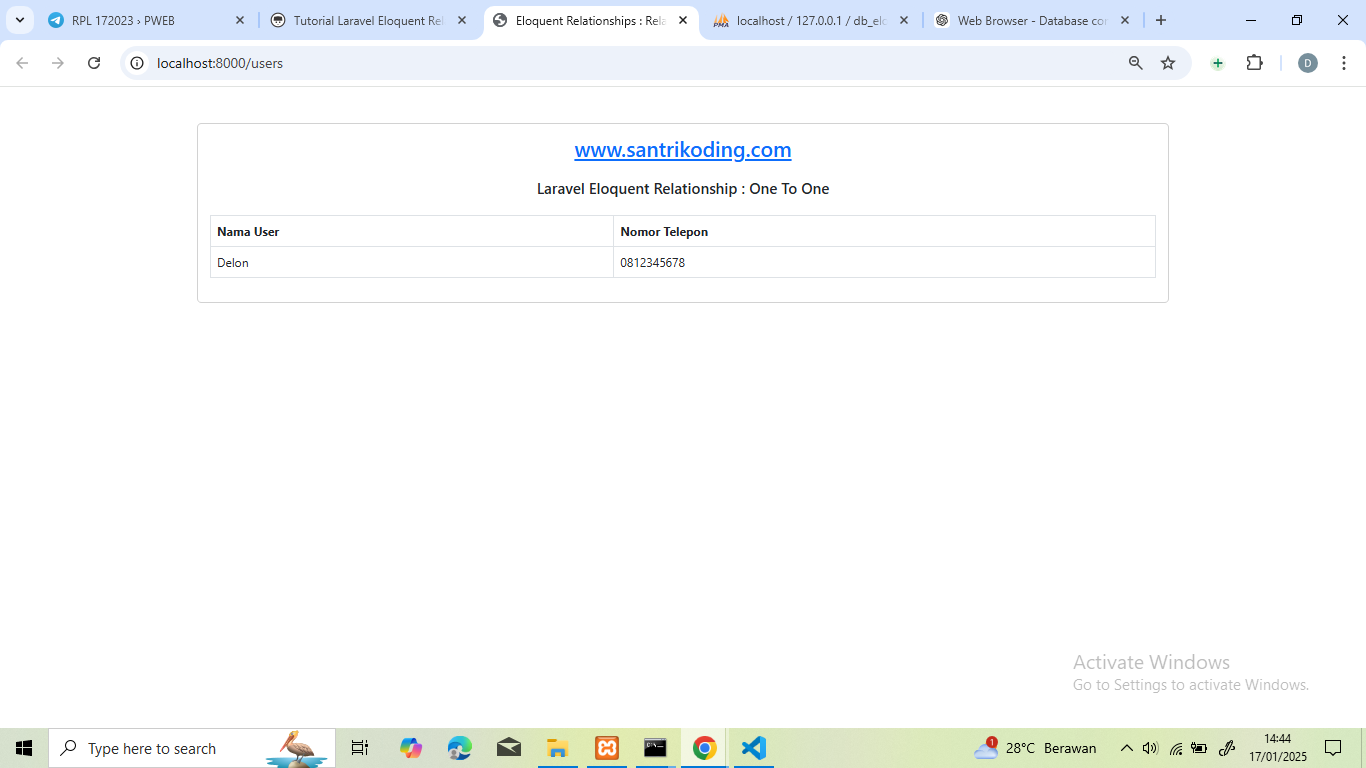 RPL 172023 › PWEB
Tutorial Laravel Eloquent Rel
Eloquent Relationships : Rela
localhost / 127.0.0.1 / db_elo
Web Browser - Database cor
localhost:8000/users
D
www.santrikoding.com
Laravel Eloquent Relationship : One To One
Nama User Nomor Telepon
Delon 0812345678
Activate Windows
Go to Settings to activate Windows.
Type here to search
1
28°C Berawan
14:44
17/01/2025